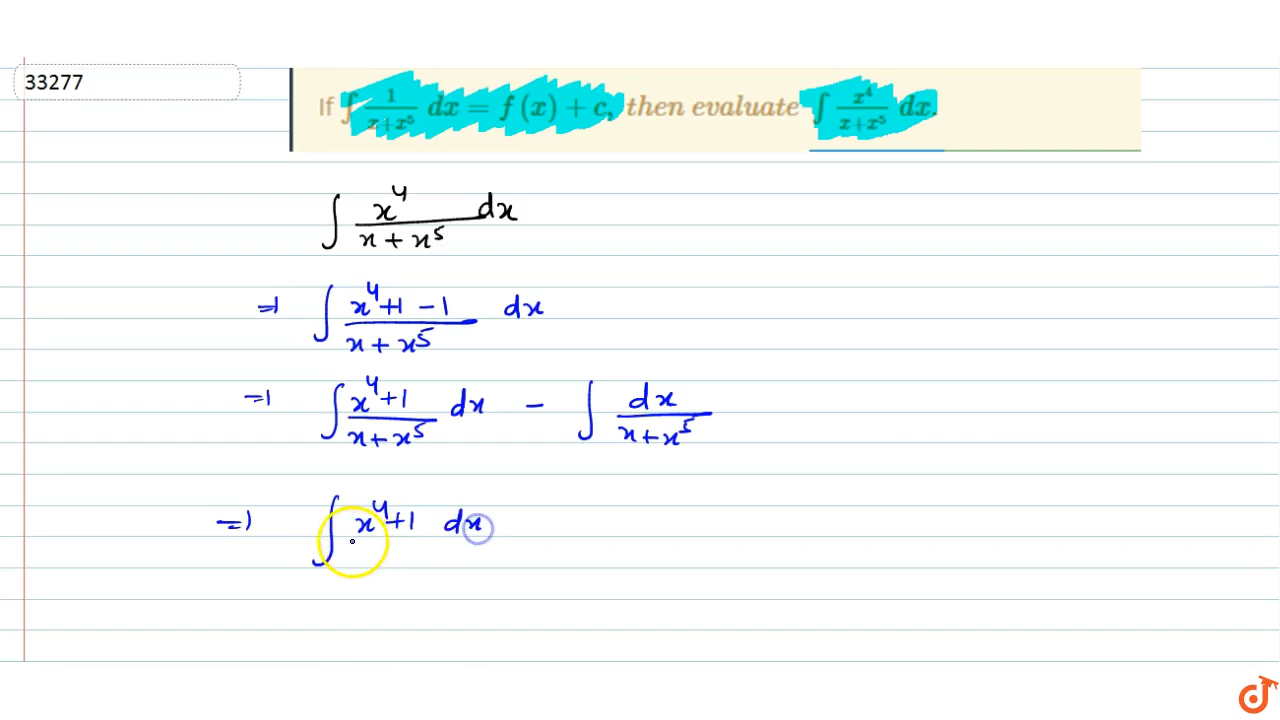 33277
If ∫ 1/(x+x⁵) dx = f(x) + c, then evaluate ∫ x⁴/(x+x⁵) dx.
∫ x⁴/(x+x⁵) dx
⇒ ∫ (x⁴+1-1)/(x+x⁵) dx
⇒ ∫ (x⁴+1)/(x+x⁵) dx - ∫ dx/(x+x⁵)
⇒ ∫ x⁴+1 dx